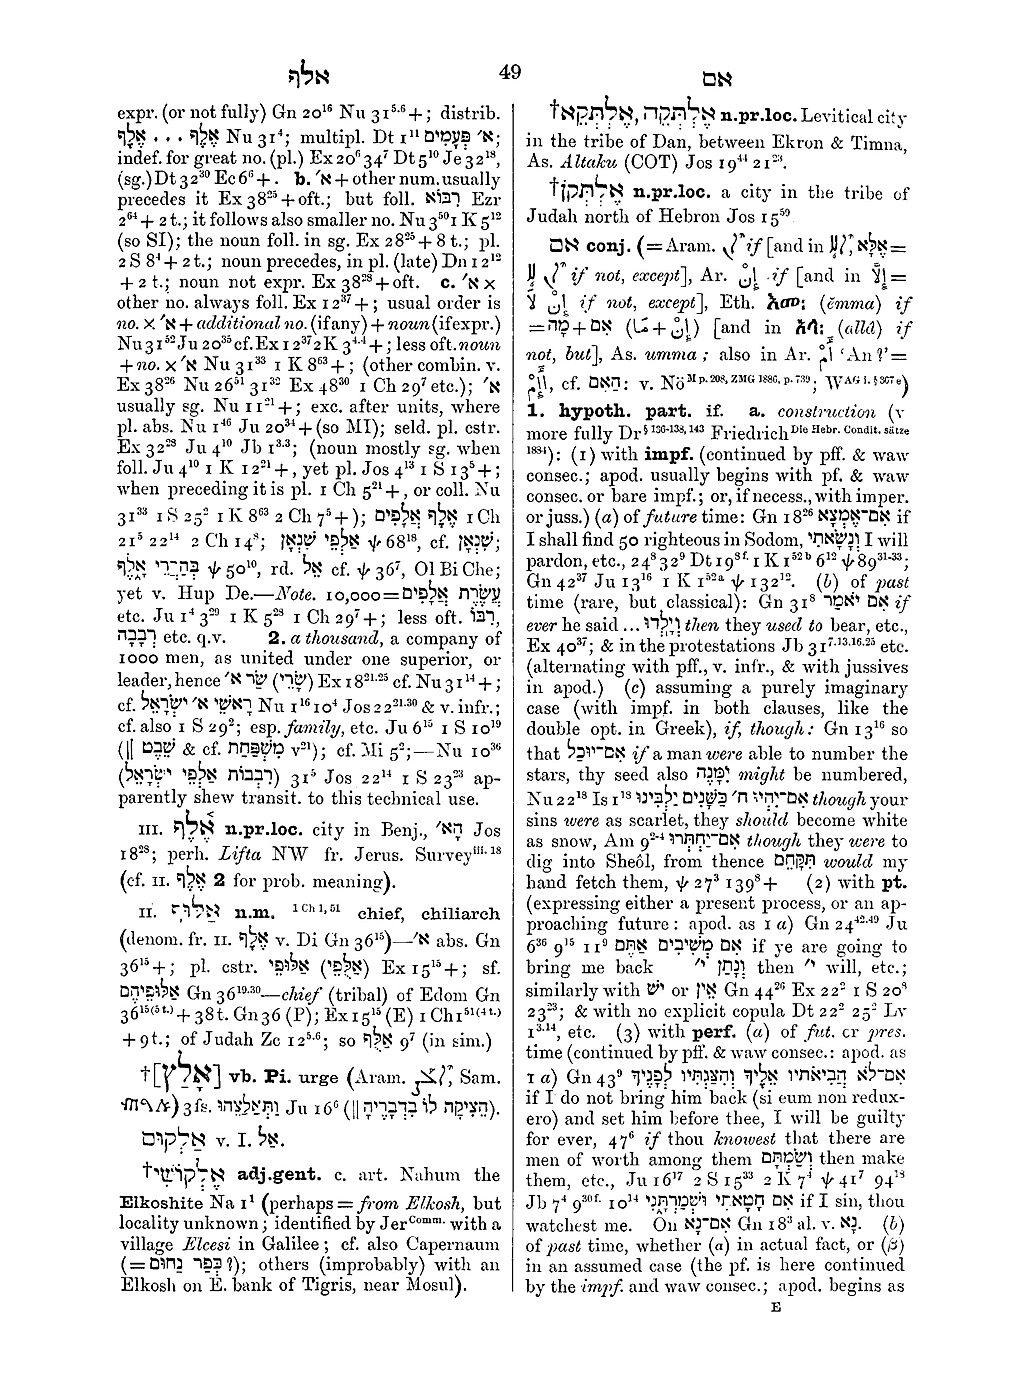 אלף
49
אם
expr. (or not fully) Gn 20¹⁶ Nu 31⁵·⁶ +; distrib.
אֶלֶף ... אֶלֶף Nu 31⁴; multipl. Dt 1¹¹ א׳ פְּעָמִים;
indef. for great no. (pl.) Ex 20⁶ 34⁷ Dt 5¹⁰ Je 32¹⁸,
(sg.) Dt 32³⁰ Ec 6⁶ +. b. א׳ + other num. usually
precedes it Ex 38²⁵ + oft.; but foll. רִבּוֹא Ezr
2⁶⁴ + 2 t.; it follows also smaller no. Nu 3⁵⁰ 1 K 5¹²
(so SI); the noun foll. in sg. Ex 28²⁵ + 8 t.; pl.
2 S 8⁴ + 2 t.; noun precedes, in pl. (late) Dn 12¹²
+ 2 t.; noun not expr. Ex 38²⁸ + oft. c. א׳ ×
other no. always foll. Ex 12³⁷ +; usual order is
no. × א׳ + additional no. (if any) + noun (if expr.)
Nu 31⁵² Ju 20³⁵ cf. Ex 12³⁷ 2 K 3⁴·⁴ +; less oft. noun
+ no. × א׳ Nu 31³³ 1 K 8⁶³ +; (other combin. v.
Ex 38²⁶ Nu 26⁵¹ 31³² Ex 48³⁰ 1 Ch 29⁷ etc.); א׳
usually sg. Nu 11²¹ +; exc. after units, where
pl. abs. Nu 1⁴⁶ Ju 20³⁴ + (so MI); seld. pl. cstr.
Ex 32²⁸ Ju 4¹⁰ Jb 1³·³; (noun mostly sg. when
foll. Ju 4¹⁰ 1 K 12²¹ +, yet pl. Jos 4¹³ 1 S 13⁵ +;
when preceding it is pl. 1 Ch 5²¹ +, or coll. Nu
31³³ 1 S 25² 1 K 8⁶³ 2 Ch 7⁵ +); אֶלֶף אֲלָפִים 1 Ch
21⁵ 22¹⁴ 2 Ch 14⁸; אַלְפֵי שִׁנְאָן ψ 68¹⁸, cf. שִׁנְאָן;
בְּהַרֲרֵי אָלֶף ψ 50¹⁰, rd. אֵל cf. ψ 36⁷, Ol Bi Che;
yet v. Hup De.—Note. 10,000 = עֲשֶׂרֶת אֲלָפִים
etc. Ju 1⁴ 3²⁹ 1 K 5²⁸ 1 Ch 29⁷ +; less oft. רִבּוֹ,
רְבָבָה etc. q.v. 2. a thousand, a company of
1000 men, as united under one superior, or
leader, hence שַׂר א׳ (שָׂרֵי) Ex 18²¹·²⁵ cf. Nu 31¹⁴ +;
cf. רָאשֵׁי א׳ יִשְׂרָאֵל Nu 1¹⁶ 10⁴ Jos 22²¹·³⁰ & v. infr.;
cf. also 1 S 29²; esp. family, etc. Ju 6¹⁵ 1 S 10¹⁹
(|| שֵׁבֶט & cf. מִשְׁפַּחַת v²¹); cf. Mi 5²;—Nu 10³⁶
(רִבְבוֹת אַלְפֵי יִשְׂרָאֵל) 31⁵ Jos 22¹⁴ 1 S 23²³ ap-
parently shew transit. to this technical use.
III. אֶלֶף n.pr.loc. city in Benj., הָא׳ Jos
18²⁸; perh. Lifta NW fr. Jerus. Survey^iii. 18
(cf. II. אֶלֶף 2 for prob. meaning).
II. אַלּוּף n.m. 1 Ch 1, 51 chief, chiliarch
(denom. fr. II. אֶלֶף v. Di Gn 36¹⁵)—א׳ abs. Gn
36¹⁵ +; pl. cstr. אַלּוּפֵי (אַלֻּפֵי) Ex 15¹⁵ +; sf.
אַלּוּפֵיהֶם Gn 36¹⁹·³⁰—chief (tribal) of Edom Gn
36¹⁵⁽⁵ ᵗ·⁾ + 38 t. Gn 36 (P); Ex 15¹⁵ (E) 1 Ch 1⁵¹⁽⁴ ᵗ·⁾
+ 9 t.; of Judah Zc 12⁵·⁶; so אַלֻּף 9⁷ (in sim.)
†[אָלַץ] vb. Pi. urge (Aram. Sam.
) 3 fs. וַתְּאַלֲצֵהוּ Ju 16⁶ (|| הֵצִיקָה לּוֹ בִדְבָרֶיהָ).
אַלְקוּם v. I. אַל.
†אֶלְקוֹשִׁי adj.gent. c. art. Nahum the
Elkoshite Na 1¹ (perhaps = from Elkosh, but
locality unknown; identified by Jer^Comm. with a
village Elcesi in Galilee; cf. also Capernaum
(= כְּפַר נַחוּם?); others (improbably) with an
Elkosh on E. bank of Tigris, near Mosul).
†אֶלְתְּקֵה, אֶלְתְּקֵא n.pr.loc. Levitical city
in the tribe of Dan, between Ekron & Timna,
As. Altaku (COT) Jos 19⁴⁴ 21²³.
†אֶלְתְּקֹן n.pr.loc. a city in the tribe of
Judah north of Hebron Jos 15⁵⁹
אִם conj. (= Aram. if [and in אֶלָּא =
if not, except], Ar. إِنْ if [and in إِلَّا =
إِنْ لَا if not, except], Eth. እመ፡ (ĕmma) if
= אִם + מָה (إِنْ + مَا) [and in አላ፡ (allā) if
not, but], As. umma; also in Ar. أَمْ ‘An?’ =
cf. הַאִם: v. Nö^M p. 208, ZMG 1886, p. 739; W^AG i. § 367 e)
1. hypoth. part. if. a. construction (v
more fully Dr^§ 136-138, 143 Friedrich^Die Hebr. Condit. sätze
1884): (1) with impf. (continued by pff. & waw
consec.; apod. usually begins with pf. & waw
consec. or bare impf.; or, if necess., with imper.
or juss.) (a) of future time: Gn 18²⁶ אִם־אֶמְצָא if
I shall find 50 righteous in Sodom, וְנָשָׂאתִי I will
pardon, etc., 24⁸ 32⁹ Dt 19⁸ᶠ· 1 K 1⁵² ᵇ 6¹² ψ 89³¹⁻³³;
Gn 42³⁷ Ju 13¹⁶ 1 K 1⁵²ᵃ ψ 132¹². (b) of past
time (rare, but classical): Gn 31⁸ אִם יֹאמַר if
ever he said ... וְיָלְדוּ then they used to bear, etc.,
Ex 40³⁷; & in the protestations Jb 31⁷·¹³·¹⁶·²⁵ etc.
(alternating with pff., v. infr., & with jussives
in apod.) (c) assuming a purely imaginary
case (with impf. in both clauses, like the
double opt. in Greek), if, though: Gn 13¹⁶ so
that אִם־יוּכַל if a man were able to number the
stars, thy seed also יִמָּנֶה might be numbered,
Nu 22¹⁸ Is 1¹⁸ אִם־יִהְיוּ ח׳ כַּשָּׁנִים יַלְבִּינוּ though your
sins were as scarlet, they should become white
as snow, Am 9²⁻⁴ אִם־יַחְתְּרוּ though they were to
dig into Sheôl, from thence תִּקָּחֵם would my
hand fetch them, ψ 27³ 139⁸ + (2) with pt.
(expressing either a present process, or an ap-
proaching future: apod. as 1 a) Gn 24⁴²·⁴⁹ Ju
6³⁶ 9¹⁵ 11⁹ אִם מְשִׁיבִים אַתֶּם if ye are going to
bring me back וְנָתַן י׳ then י׳ will, etc.;
similarly with יֵשׁ or אֵין Gn 44²⁶ Ex 22² 1 S 20⁸
23²³; & with no explicit copula Dt 22² 25² Lv
1³·¹⁴, etc. (3) with perf. (a) of fut. or pres.
time (continued by pff. & waw consec.: apod. as
1 a) Gn 43⁹ אִם־לֹא הֲבִיאֹתִיו אֵלֶיךָ וְהִצַּגְתִּיו לְפָנֶיךָ
if I do not bring him back (si eum non redux-
ero) and set him before thee, I will be guilty
for ever, 47⁶ if thou knowest that there are
men of worth among them וְשַׂמְתָּם then make
them, etc., Ju 16¹⁷ 2 S 15³³ 2 K 7⁴ ψ 41⁷ 94¹⁸
Jb 7⁴ 9³⁰ᶠ· 10¹⁴ אִם חָטָאתִי וּשְׁמַרְתָּנִי if I sin, thou
watchest me. On אִם־נָא Gn 18³ al. v. נָא. (b)
of past time, whether (α) in actual fact, or (β)
in an assumed case (the pf. is here continued
by the impf. and waw consec.; apod. begins as
E